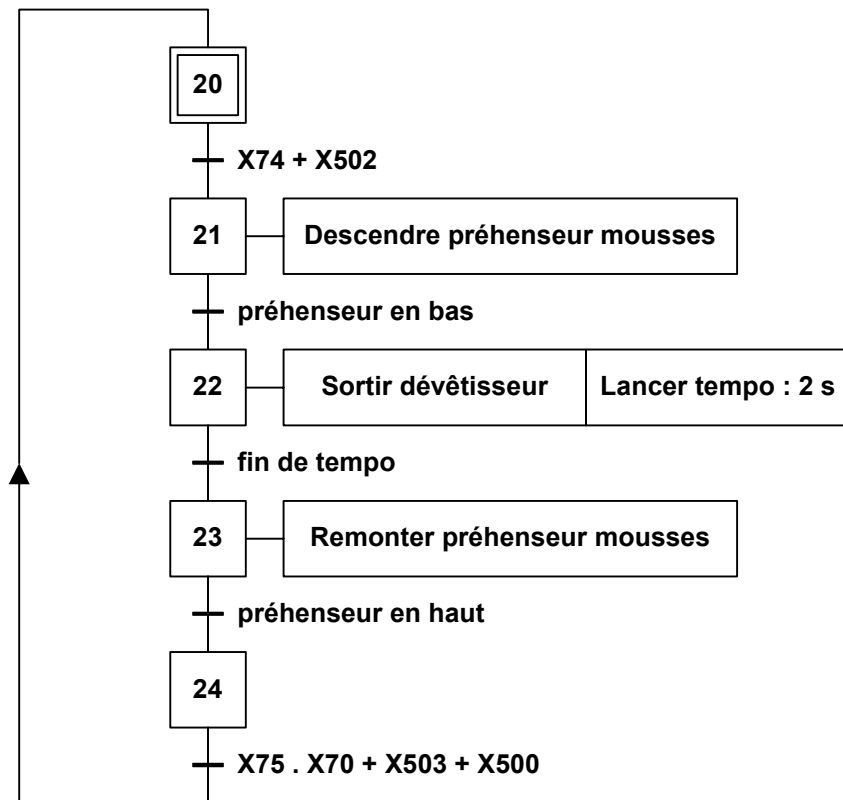 20
X74 + X502
21 Descendre préhenseur mousses
préhenseur en bas
22 Sortir dévêtisseur Lancer tempo : 2 s
fin de tempo
23 Remonter préhenseur mousses
préhenseur en haut
24
X75 . X70 + X503 + X500